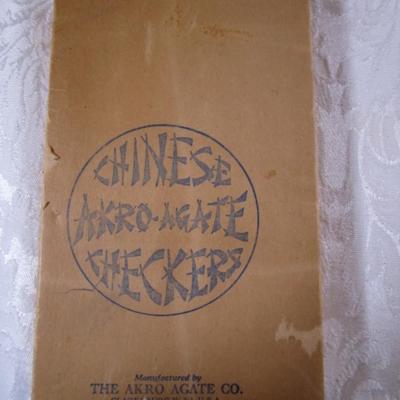 CHINESE
AKRO-AGATE
CHECKERS
Manufactured by
THE AKRO AGATE CO.